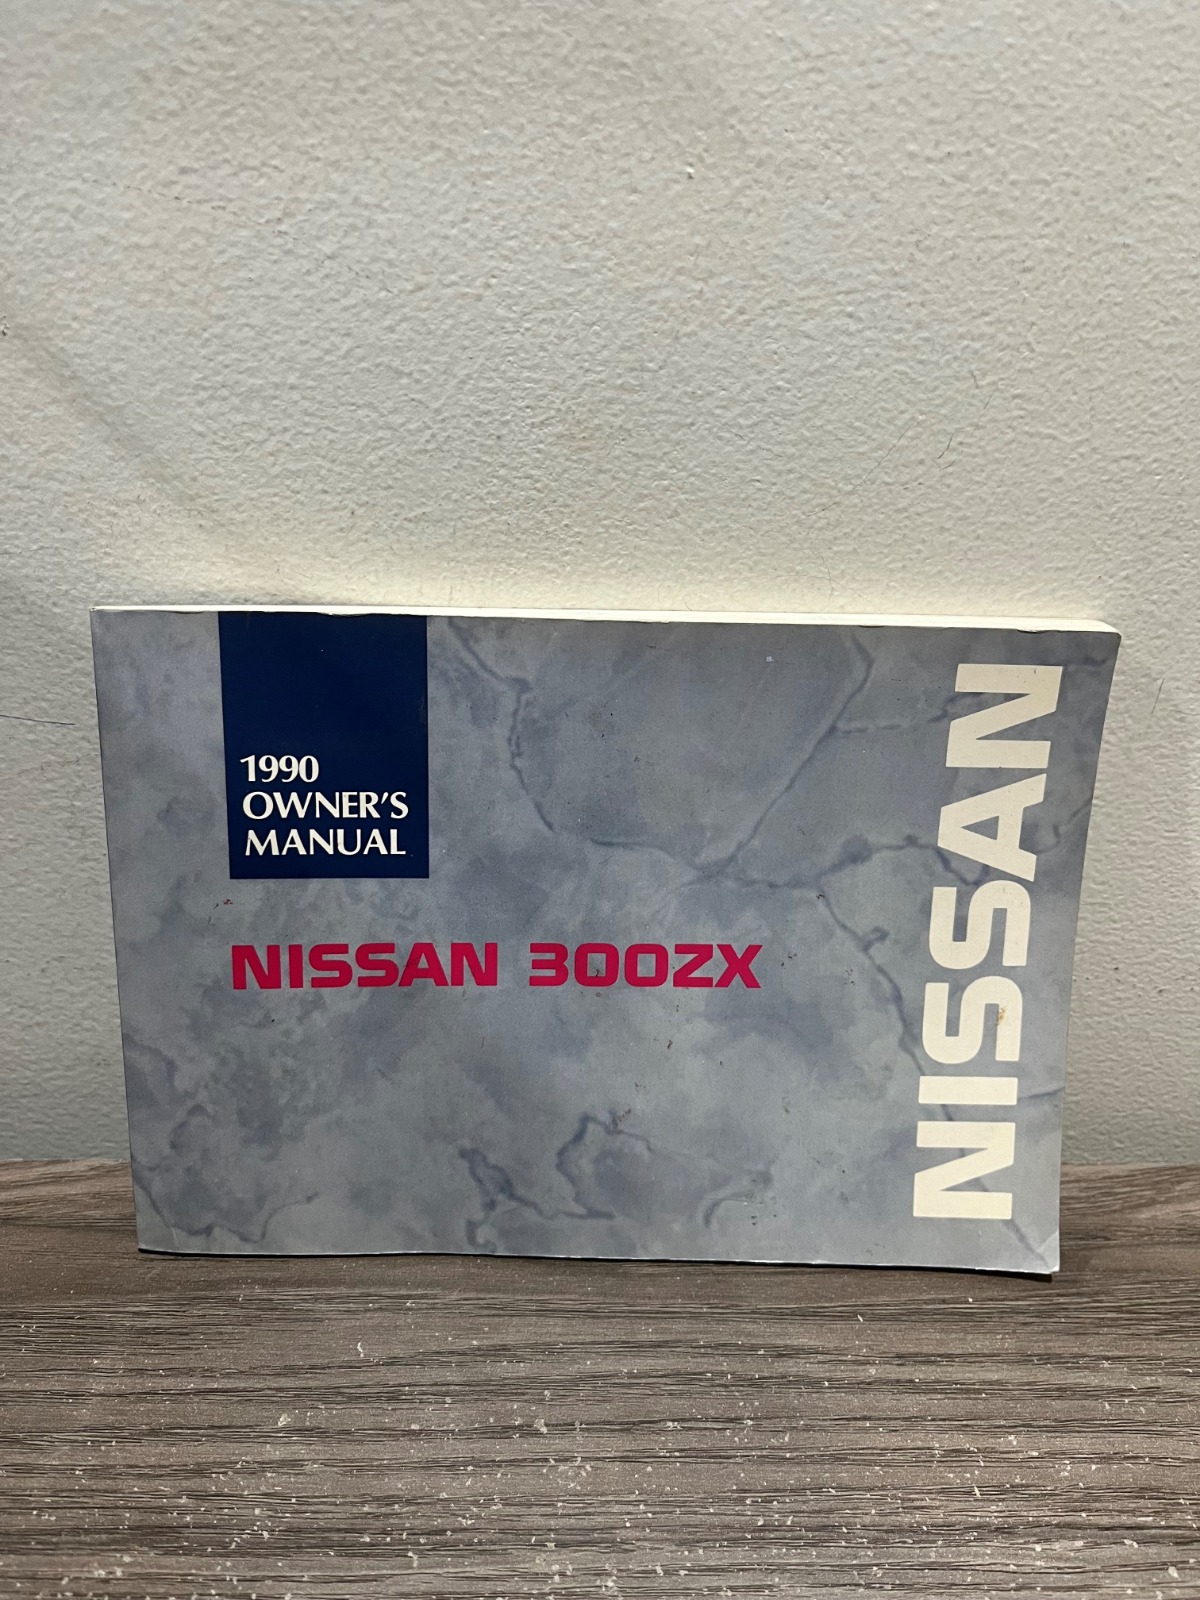 1990
OWNER'S
MANUAL
NISSAN 300ZX
NISSAN